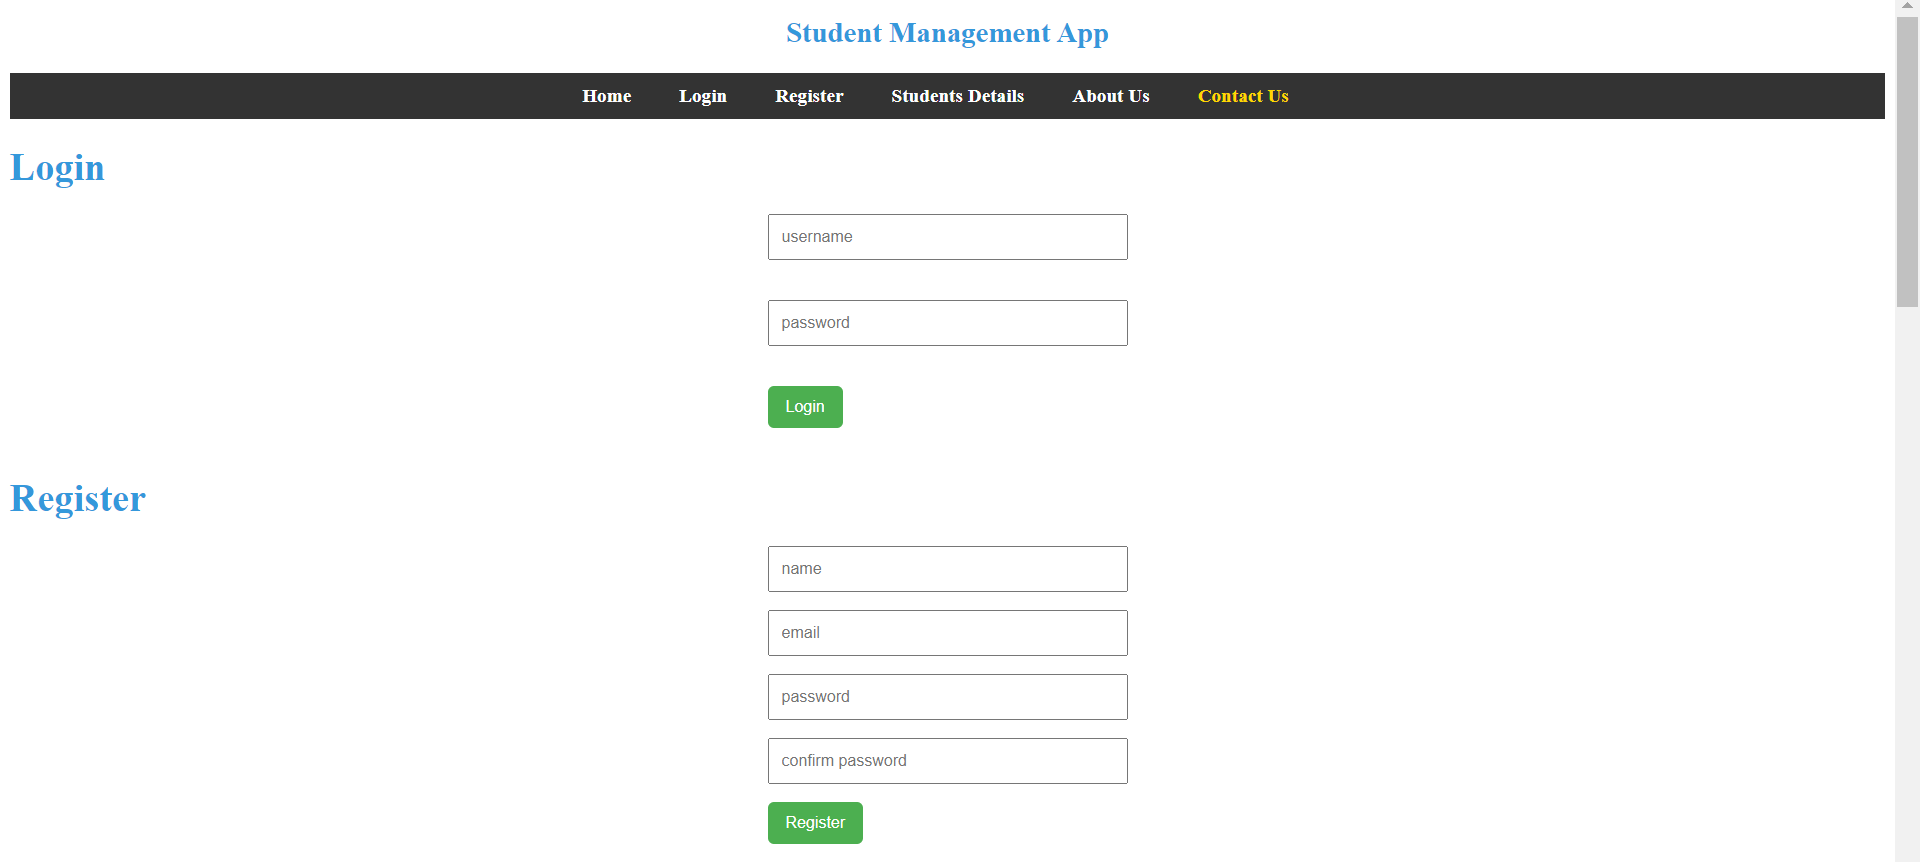 Student Management App
Home Login Register Students Details About Us Contact Us
Login
username
password
Login
Register
name
email
password
confirm password
Register